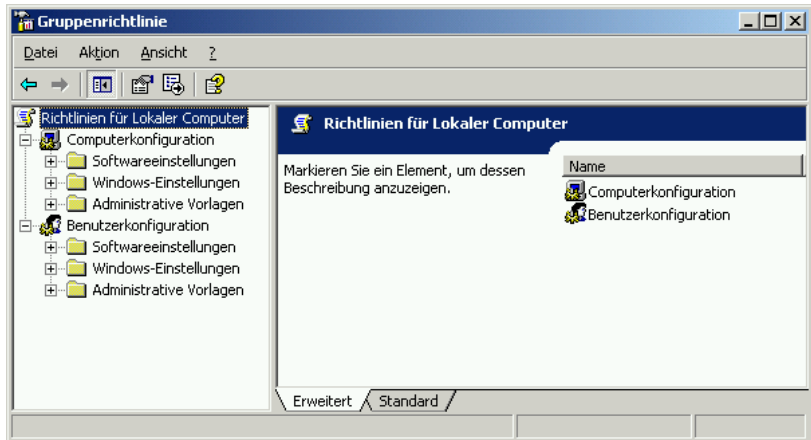 Gruppenrichtlinie
Datei Aktion Ansicht ?
Richtlinien für Lokaler Computer
Computerkonfiguration
Softwareeinstellungen
Windows-Einstellungen
Administrative Vorlagen
Benutzerkonfiguration
Softwareeinstellungen
Windows-Einstellungen
Administrative Vorlagen
Richtlinien für Lokaler Computer
Markieren Sie ein Element, um dessen
Beschreibung anzuzeigen.
Name
Computerkonfiguration
Benutzerkonfiguration
Erweitert Standard